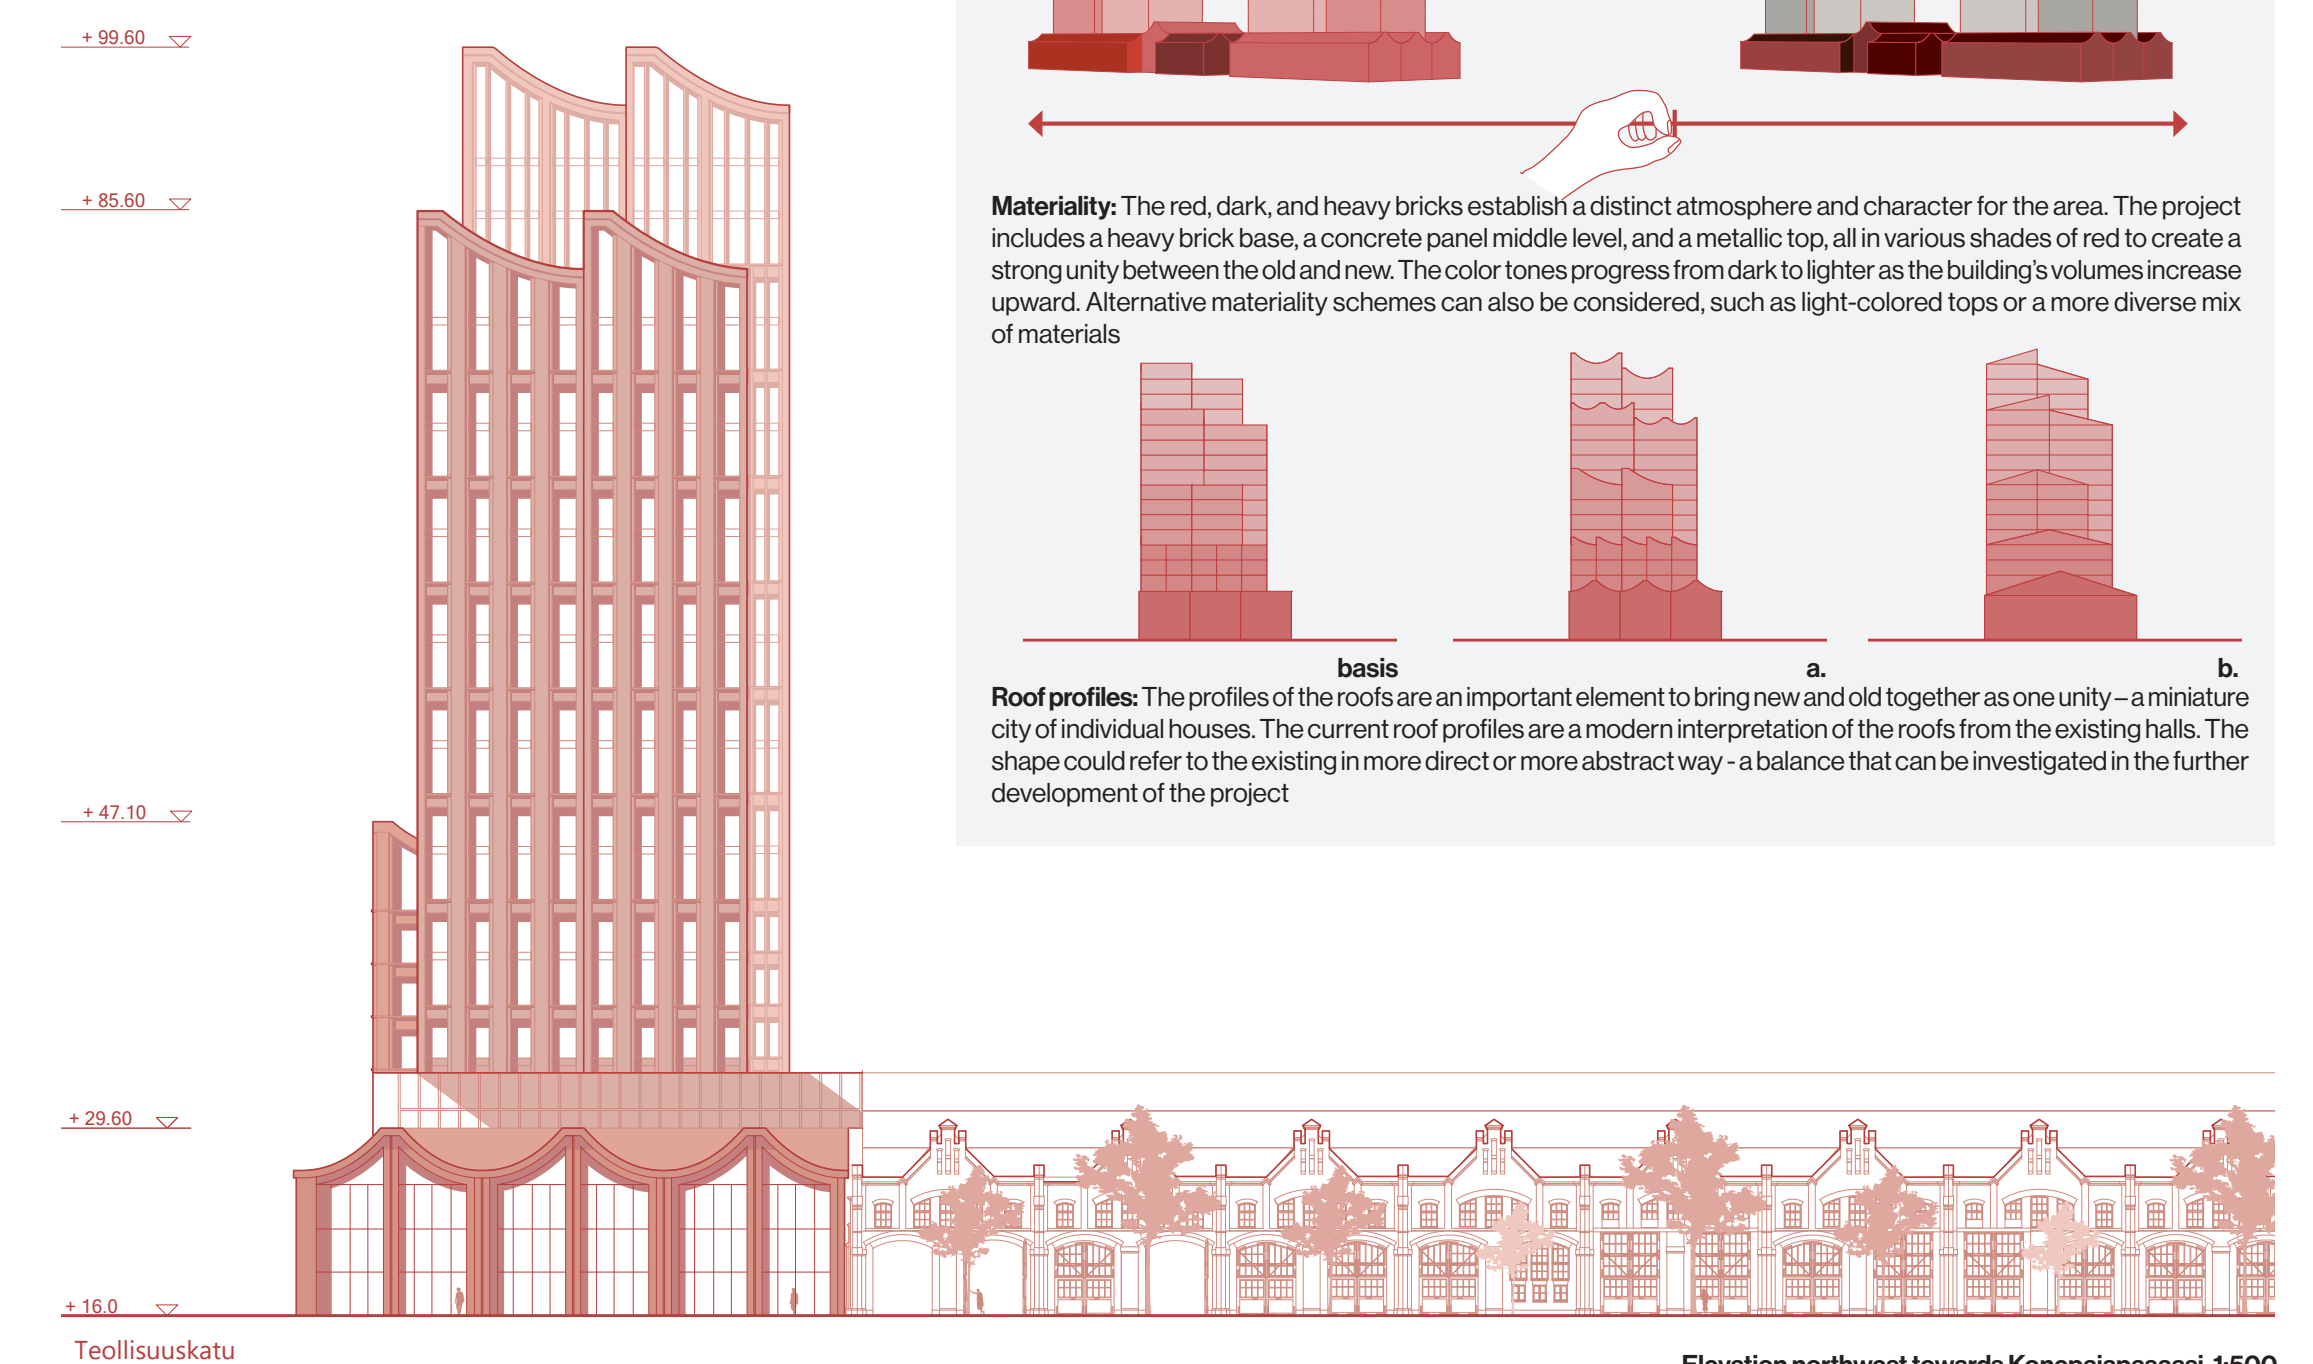 + 99.60
+ 85.60
+ 47.10
+ 29.60
+ 16.0
Teollisuuskatu
Materiality: The red, dark, and heavy bricks establish a distinct atmosphere and character for the area. The project
includes a heavy brick base, a concrete panel middle level, and a metallic top, all in various shades of red to create a
strong unity between the old and new. The color tones progress from dark to lighter as the building's volumes increase
upward. Alternative materiality schemes can also be considered, such as light-colored tops or a more diverse mix
of materials
basis
a.
b.
Roof profiles: The profiles of the roofs are an important element to bring new and old together as one unity – a miniature
city of individual houses. The current roof profiles are a modern interpretation of the roofs from the existing halls. The
shape could refer to the existing in more direct or more abstract way - a balance that can be investigated in the further
development of the project
Elevation northwest towards Konepajanpassasi 1:500